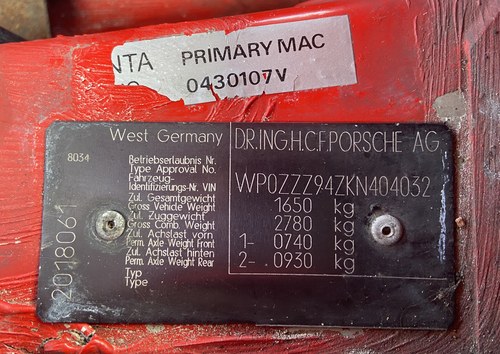 NTA PRIMARY MAC
0430107V
West Germany DR.ING.H.C.F.PORSCHE AG
8034
Betriebserlaubnis Nr.
Type Approval No.
Fahrzeug-
Identifizierungs-Nr. VIN WP0ZZZ94ZKN404032
Zul. Gesamtgewicht
Gross Vehicle Weight 1650 kg
Zul. Zuggewicht
Gross Comb. Weight 2780 kg
Zul. Achslast vorn
Perm. Axle Weight Front 1- 0740 kg
Zul. Achslast hinten
Perm. Axle Weight Rear 2- 0930 kg
Typ
Type
2018061